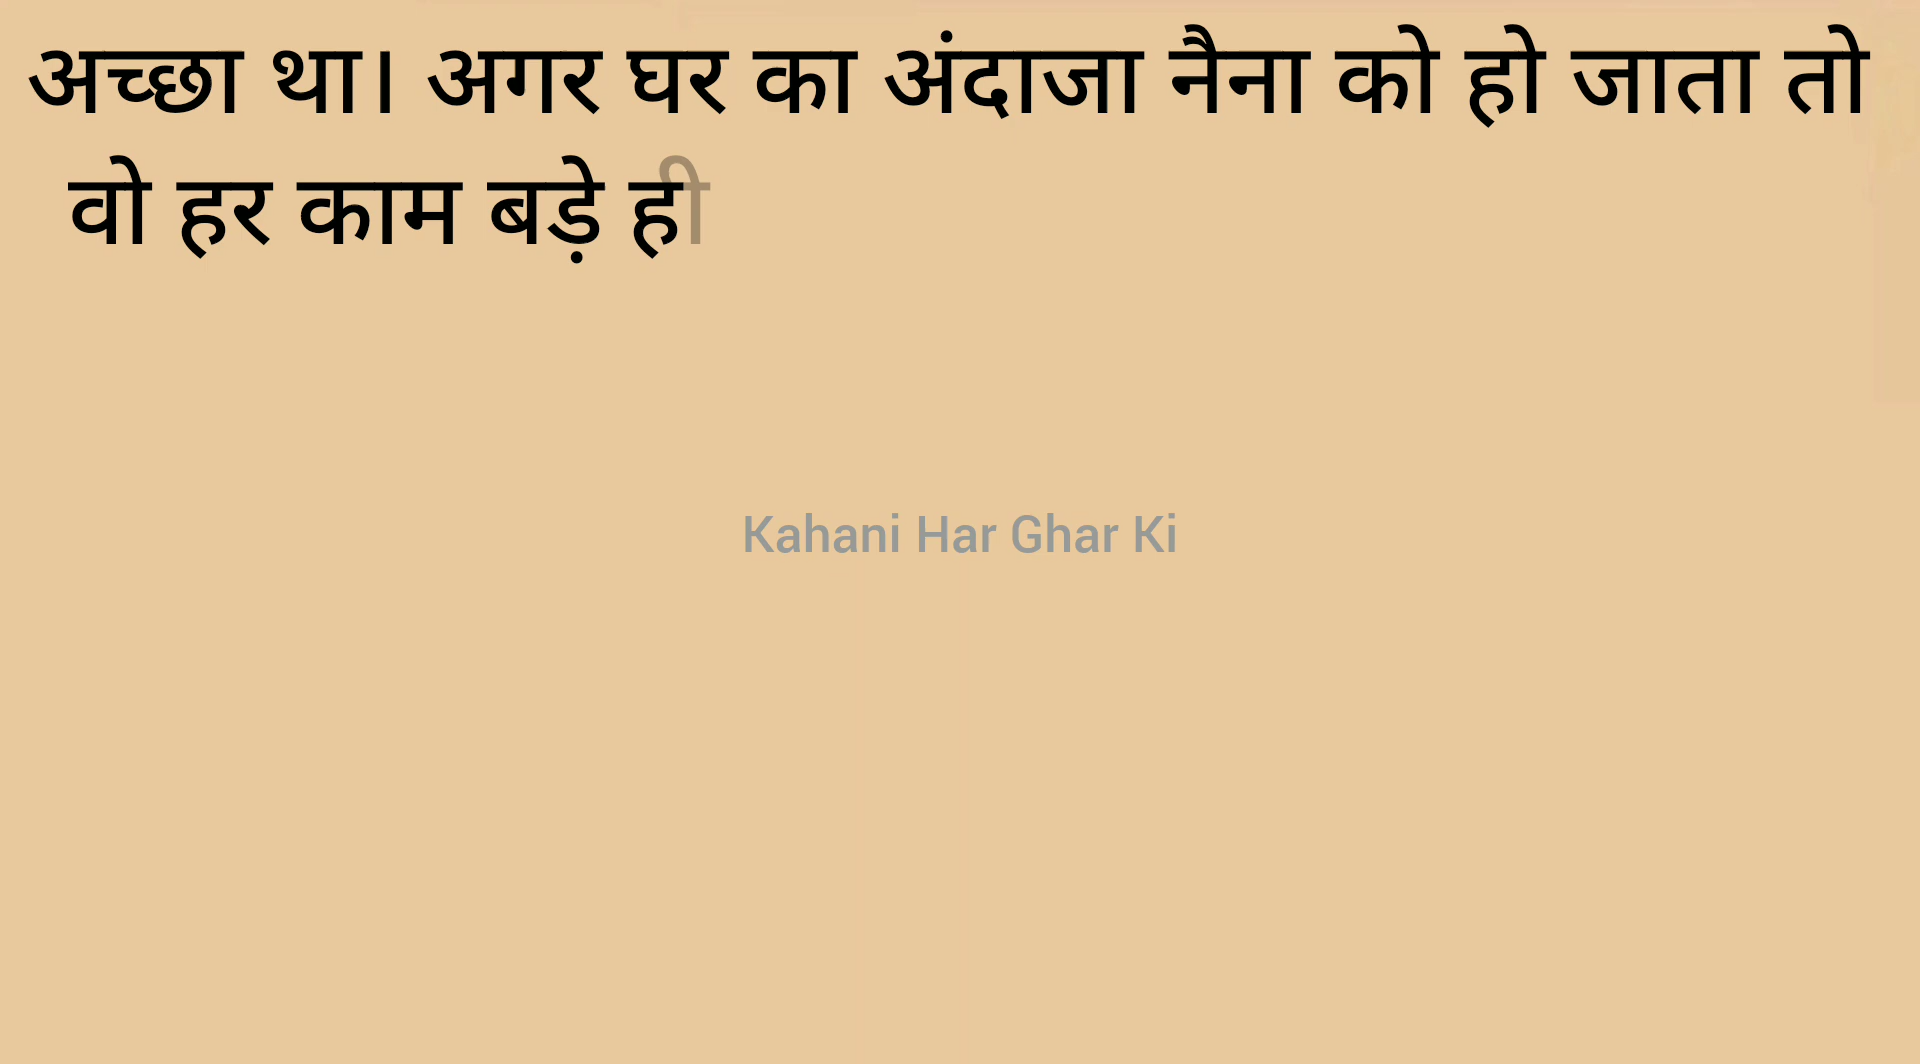 अच्छा था। अगर घर का अंदाजा नैना को हो जाता तो
वो हर काम बड़े ही
Kahani Har Ghar Ki